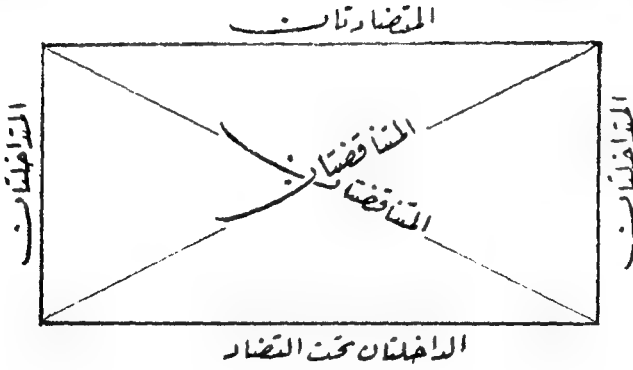 المتضادتان
المتداخلتان
المتداخلتان
المتناقضتان
المتناقضتان
الداخلتان تحت التضاد